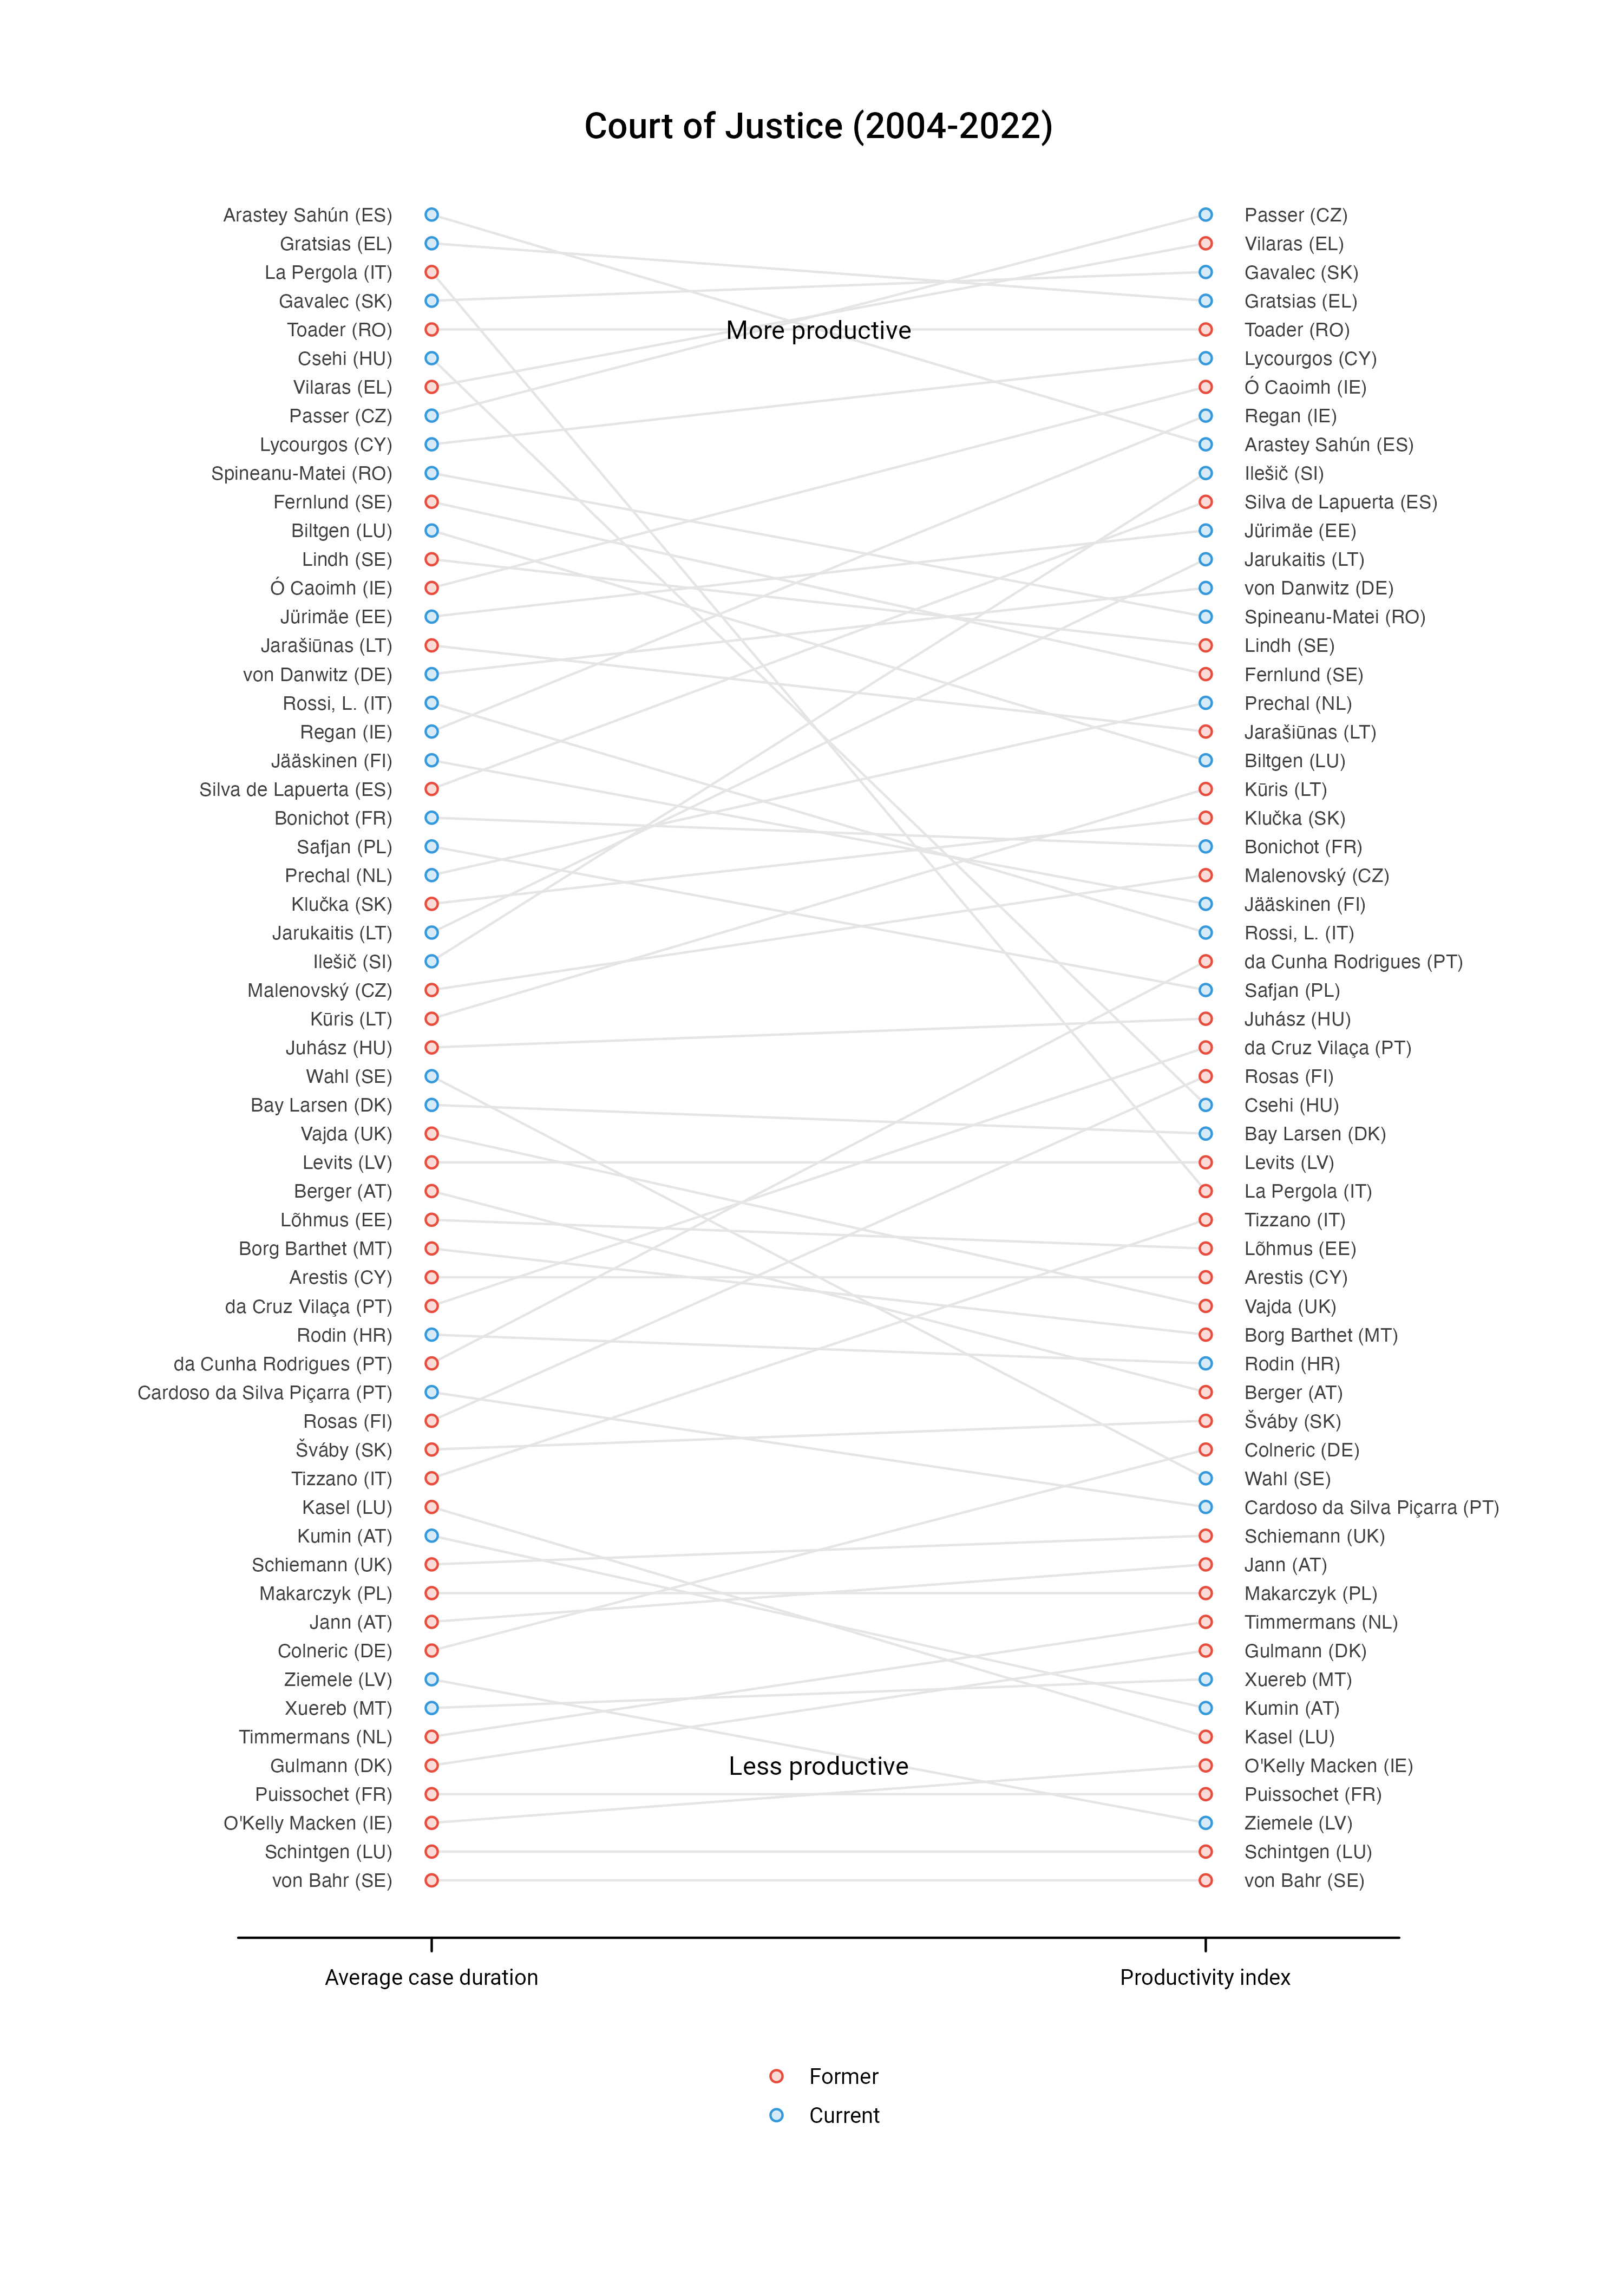 Court of Justice (2004-2022)
Arastey Sahún (ES) Passer (CZ)
Gratsias (EL) Vilaras (EL)
La Pergola (IT) Gavalec (SK)
Gavalec (SK) Gratsias (EL)
Toader (RO) More productive Toader (RO)
Csehi (HU) Lycourgos (CY)
Vilaras (EL) Ó Caoimh (IE)
Passer (CZ) Regan (IE)
Lycourgos (CY) Arastey Sahún (ES)
Spineanu-Matei (RO) Ilešič (SI)
Fernlund (SE) Silva de Lapuerta (ES)
Biltgen (LU) Jürimäe (EE)
Lindh (SE) Jarukaitis (LT)
Ó Caoimh (IE) von Danwitz (DE)
Jürimäe (EE) Spineanu-Matei (RO)
Jarašiūnas (LT) Lindh (SE)
von Danwitz (DE) Fernlund (SE)
Rossi, L. (IT) Prechal (NL)
Regan (IE) Jarašiūnas (LT)
Jääskinen (FI) Biltgen (LU)
Silva de Lapuerta (ES) Kūris (LT)
Bonichot (FR) Klučka (SK)
Safjan (PL) Bonichot (FR)
Prechal (NL) Malenovský (CZ)
Klučka (SK) Jääskinen (FI)
Jarukaitis (LT) Rossi, L. (IT)
Ilešič (SI) da Cunha Rodrigues (PT)
Malenovský (CZ) Safjan (PL)
Kūris (LT) Juhász (HU)
Juhász (HU) da Cruz Vilaça (PT)
Wahl (SE) Rosas (FI)
Bay Larsen (DK) Csehi (HU)
Vajda (UK) Bay Larsen (DK)
Levits (LV) Levits (LV)
Berger (AT) La Pergola (IT)
Lõhmus (EE) Tizzano (IT)
Borg Barthet (MT) Lõhmus (EE)
Arestis (CY) Arestis (CY)
da Cruz Vilaça (PT) Vajda (UK)
Rodin (HR) Borg Barthet (MT)
da Cunha Rodrigues (PT) Rodin (HR)
Cardoso da Silva Piçarra (PT) Berger (AT)
Rosas (FI) Šváby (SK)
Šváby (SK) Colneric (DE)
Tizzano (IT) Wahl (SE)
Kasel (LU) Cardoso da Silva Piçarra (PT)
Kumin (AT) Schiemann (UK)
Schiemann (UK) Jann (AT)
Makarczyk (PL) Makarczyk (PL)
Jann (AT) Timmermans (NL)
Colneric (DE) Gulmann (DK)
Ziemele (LV) Xuereb (MT)
Xuereb (MT) Kumin (AT)
Timmermans (NL) Kasel (LU)
Gulmann (DK) Less productive O'Kelly Macken (IE)
Puissochet (FR) Puissochet (FR)
O'Kelly Macken (IE) Ziemele (LV)
Schintgen (LU) Schintgen (LU)
von Bahr (SE) von Bahr (SE)
Average case duration Productivity index
Former
Current